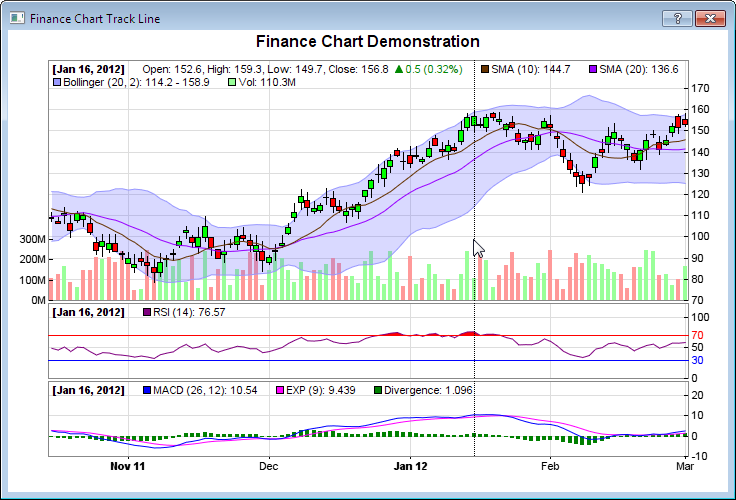 Finance Chart Track Line
?
Finance Chart Demonstration
[Jan 16, 2012] Open: 152.6, High: 159.3, Low: 149.7, Close: 156.8 ▲ 0.5 (0.32%) SMA (10): 144.7 SMA (20): 136.6
Bollinger (20, 2): 114.2 - 158.9 Vol: 110.3M
170
160
150
140
130
120
110
100
90
80
70
300M
200M
100M
0M
[Jan 16, 2012] RSI (14): 76.57
100
70
50
30
0
[Jan 16, 2012] MACD (26, 12): 10.54 EXP (9): 9.439 Divergence: 1.096
20
10
0
-10
Nov 11 Dec Jan 12 Feb Mar